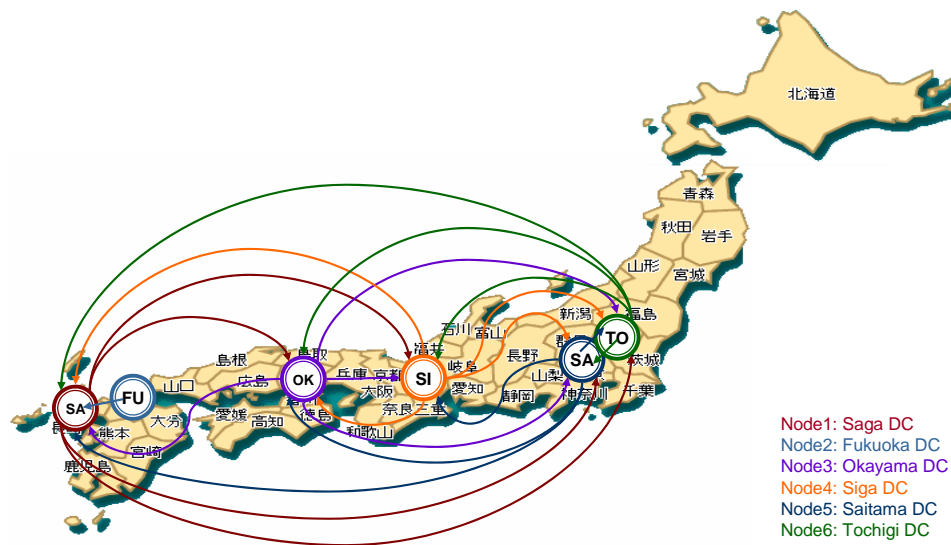 北海道
青森
秋田
岩手
山形
宮城
新潟
福島
TO
石川
富山
福井
群
SA
茨城
長野
岐阜
山梨
千葉
島根
鳥取
兵庫
京都
SI
愛知
静岡
神奈川
OK
大阪
広島
山口
FU
奈良
三重
SA
徳島
愛媛
高知
和歌山
大分
長崎
熊本
宮崎
鹿児島
Node1: Saga DC
Node2: Fukuoka DC
Node3: Okayama DC
Node4: Siga DC
Node5: Saitama DC
Node6: Tochigi DC